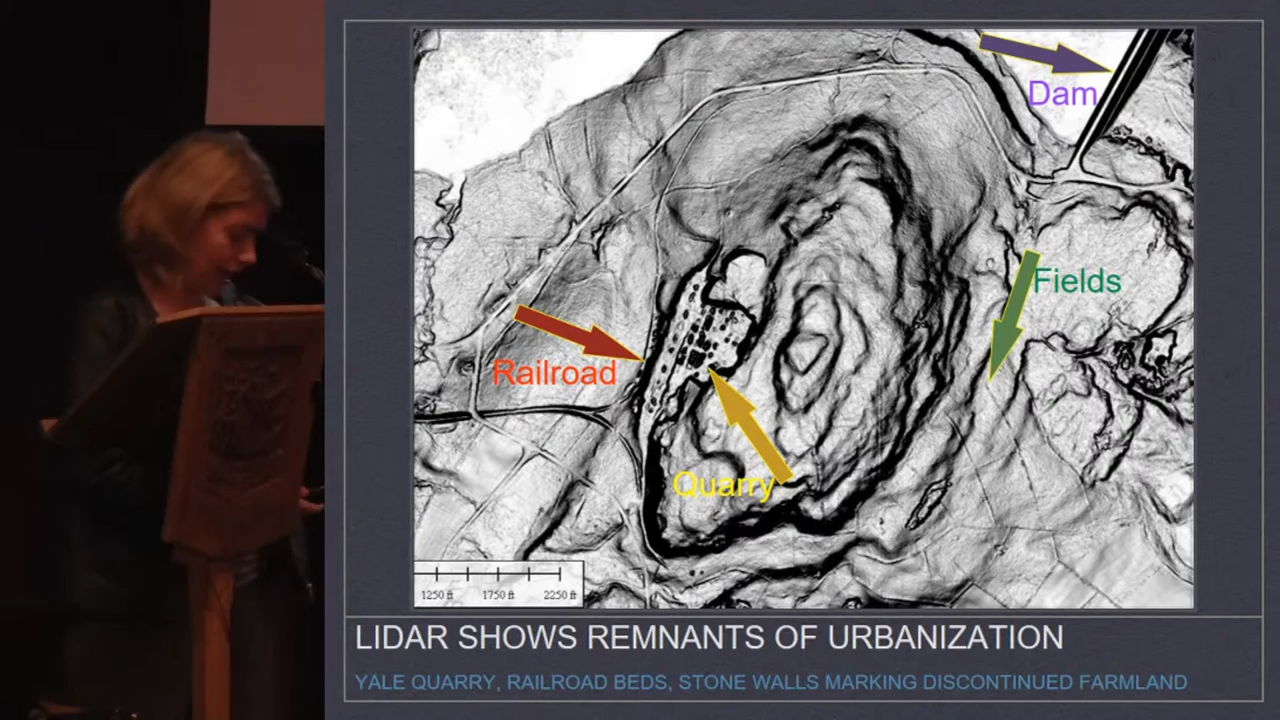 Dam
Fields
Railroad
Quarry
1250 ft 1750 ft 2250 ft
LIDAR SHOWS REMNANTS OF URBANIZATION
YALE QUARRY, RAILROAD BEDS, STONE WALLS MARKING DISCONTINUED FARMLAND